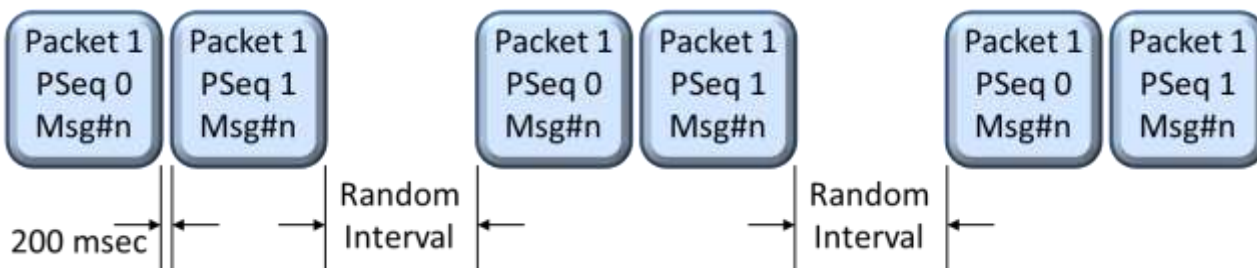 Packet 1
PSeq 0
Msg#n
Packet 1
PSeq 1
Msg#n
Packet 1
PSeq 0
Msg#n
Packet 1
PSeq 1
Msg#n
Packet 1
PSeq 0
Msg#n
Packet 1
PSeq 1
Msg#n
200 msec
Random
Interval
Random
Interval